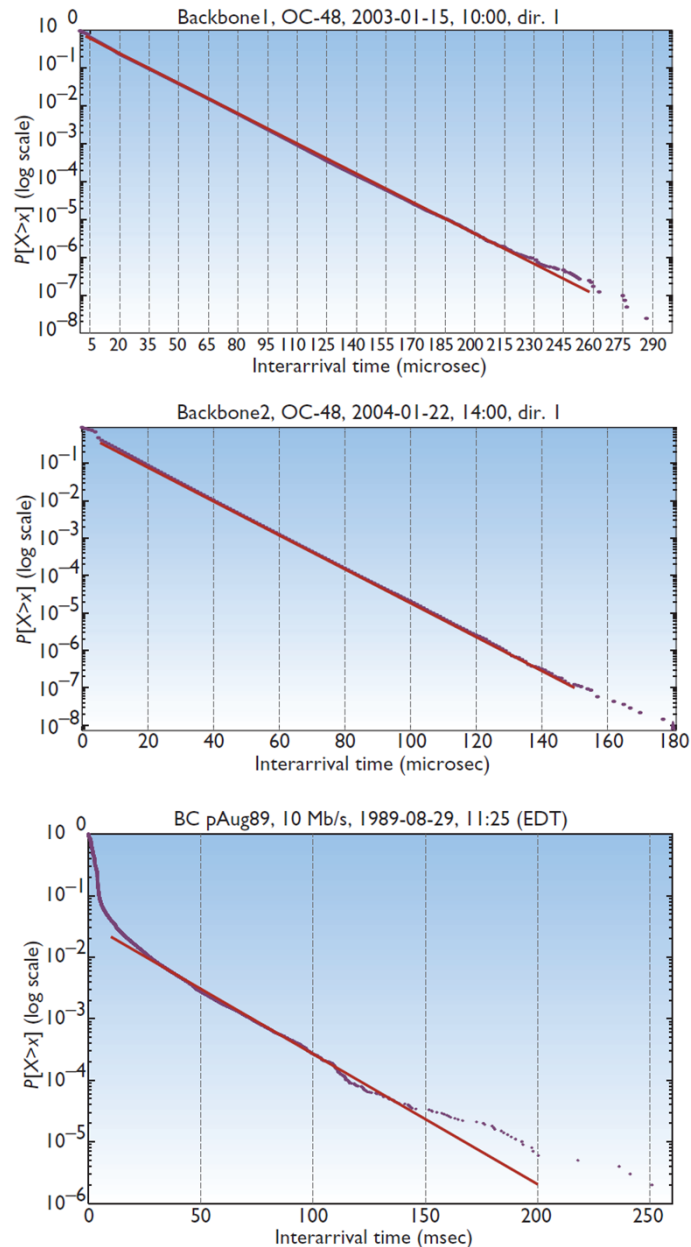 Backbone1, OC-48, 2003-01-15, 10:00, dir. 1
10 0
10–1
10–2
10–3
10–4
10–5
10–6
10–7
10–8
P[X>x] (log scale)
5 20 35 50 65 80 95 110 125 140 155 170 185 200 215 230 245 260 275 290
Interarrival time (microsec)
Backbone2, OC-48, 2004-01-22, 14:00, dir. 1
10–1
10–2
10–3
10–4
10–5
10–6
10–7
10–8
P[X>x] (log scale)
0 20 40 60 80 100 120 140 160 180
Interarrival time (microsec)
BC pAug89, 10 Mb/s, 1989-08-29, 11:25 (EDT)
10 0
10–1
10–2
10–3
10–4
10–5
10–6
P[X>x] (log scale)
0 50 100 150 200 250
Interarrival time (msec)